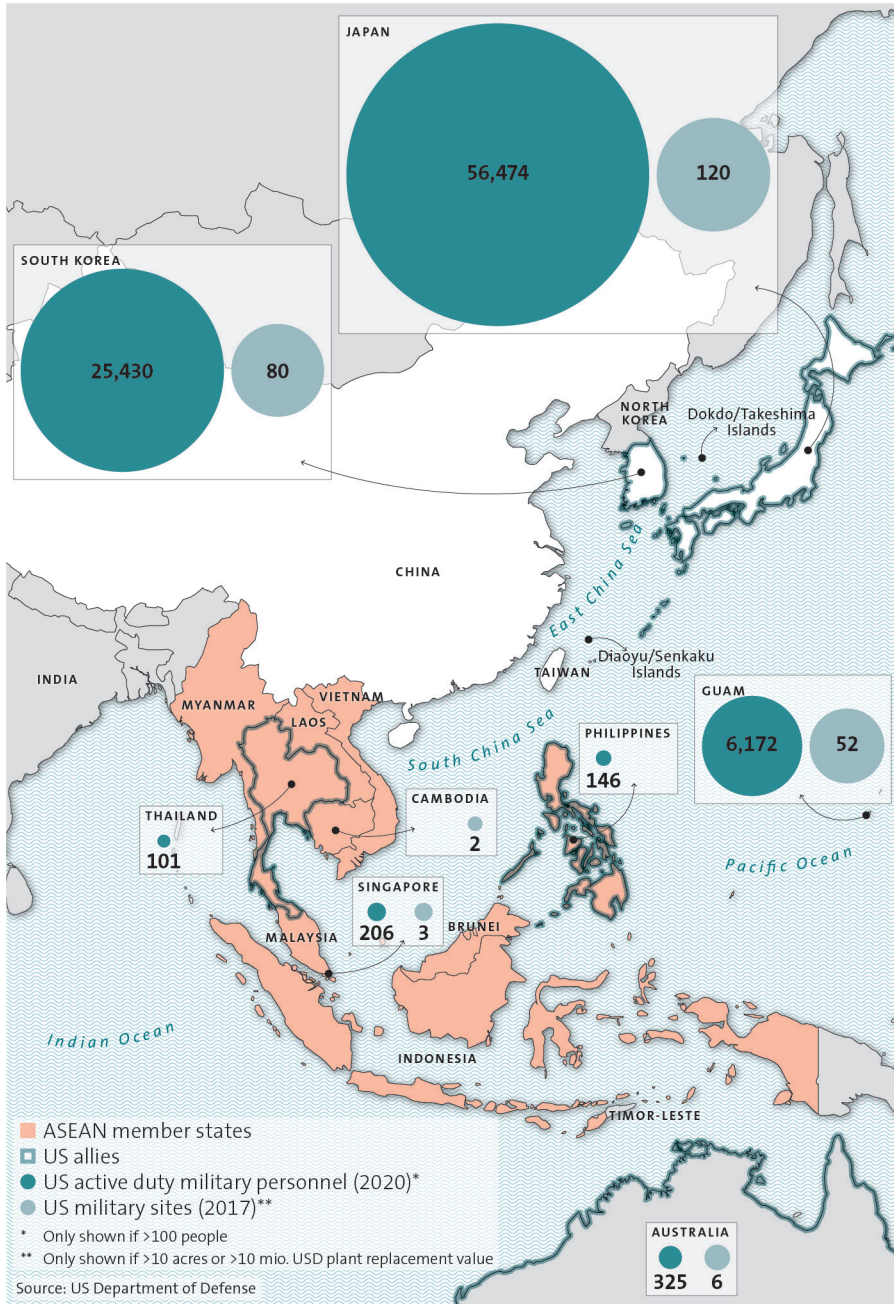 JAPAN
56,474
120
SOUTH KOREA
25,430
80
NORTH
KOREA
Dokdo/Takeshima
Islands
CHINA
East China Sea
TAIWAN
Diaoyu/Senkaku
Islands
INDIA
MYANMAR
VIETNAM
LAOS
South China Sea
GUAM
6,172
52
PHILIPPINES
146
THAILAND
101
CAMBODIA
2
Pacific Ocean
SINGAPORE
206
3
MALAYSIA
BRUNEI
Indian Ocean
INDONESIA
TIMOR-LESTE
ASEAN member states
US allies
US active duty military personnel (2020)*
US military sites (2017)**
* Only shown if >100 people
** Only shown if >10 acres or >10 mio. USD plant replacement value
Source: US Department of Defense
AUSTRALIA
325
6